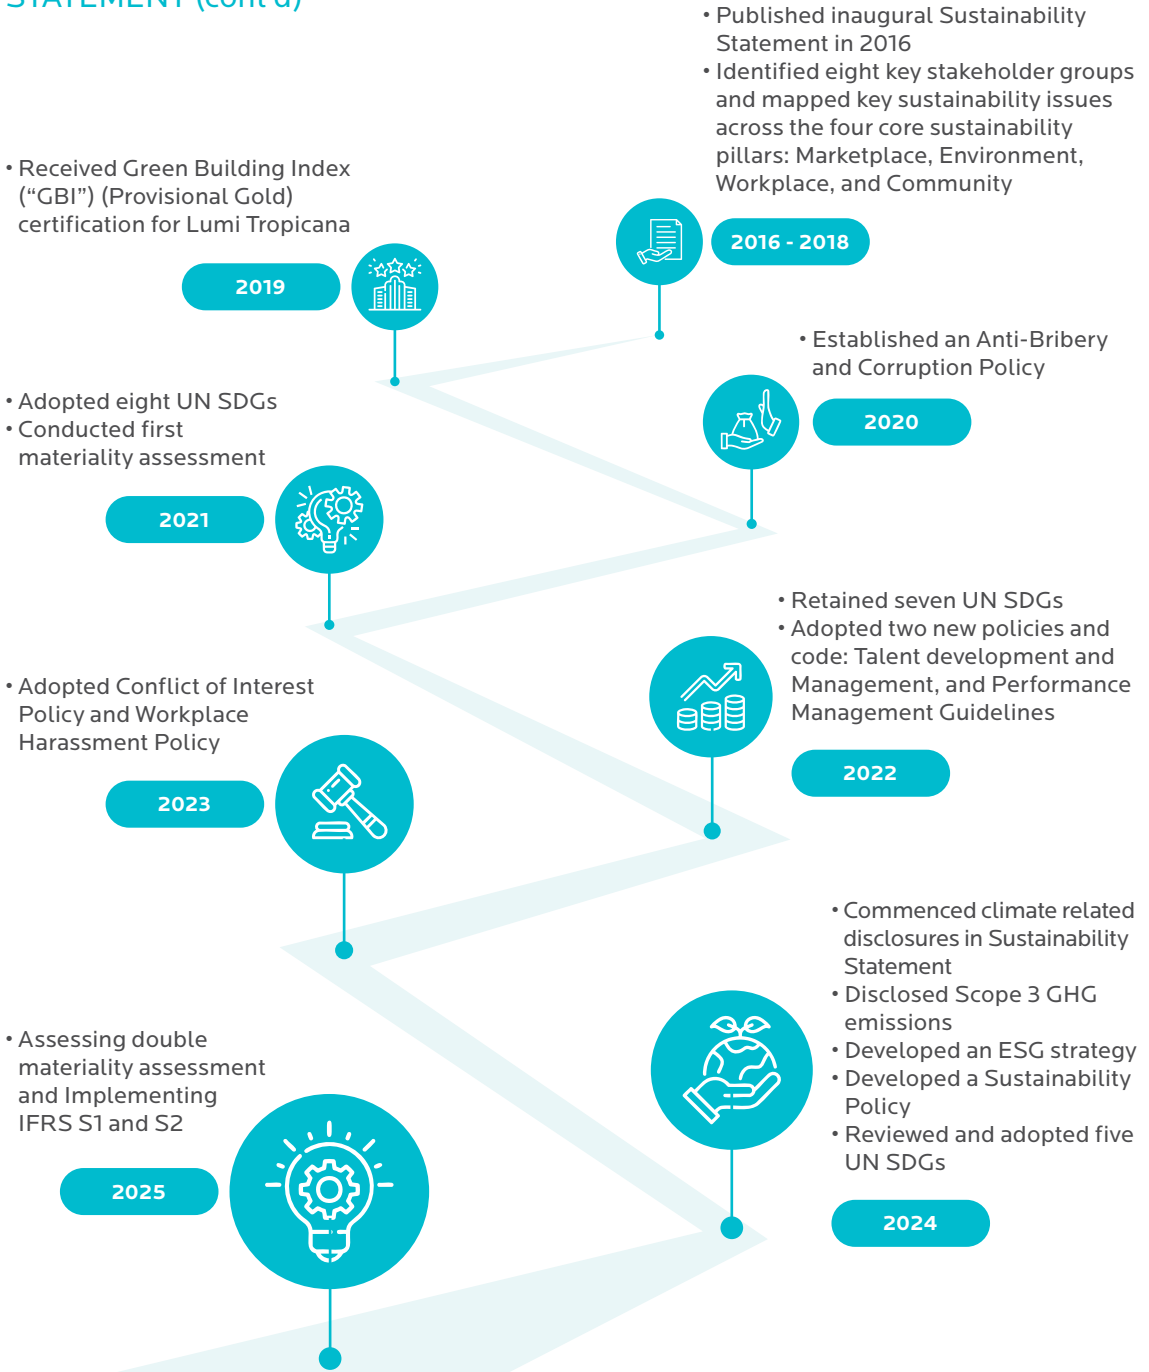 STATEMENT (cont'd)
• Published inaugural Sustainability
Statement in 2016
• Identified eight key stakeholder groups
and mapped key sustainability issues
across the four core sustainability
pillars: Marketplace, Environment,
Workplace, and Community
2016 - 2018
• Received Green Building Index
(“GBI”) (Provisional Gold)
certification for Lumi Tropicana
2019
• Established an Anti-Bribery
and Corruption Policy
2020
• Adopted eight UN SDGs
• Conducted first
materiality assessment
2021
• Retained seven UN SDGs
• Adopted two new policies and
code: Talent development and
Management, and Performance
Management Guidelines
2022
• Adopted Conflict of Interest
Policy and Workplace
Harassment Policy
2023
• Commenced climate related
disclosures in Sustainability
Statement
• Disclosed Scope 3 GHG
emissions
• Developed an ESG strategy
• Developed a Sustainability
Policy
• Reviewed and adopted five
UN SDGs
2024
• Assessing double
materiality assessment
and Implementing
IFRS S1 and S2
2025